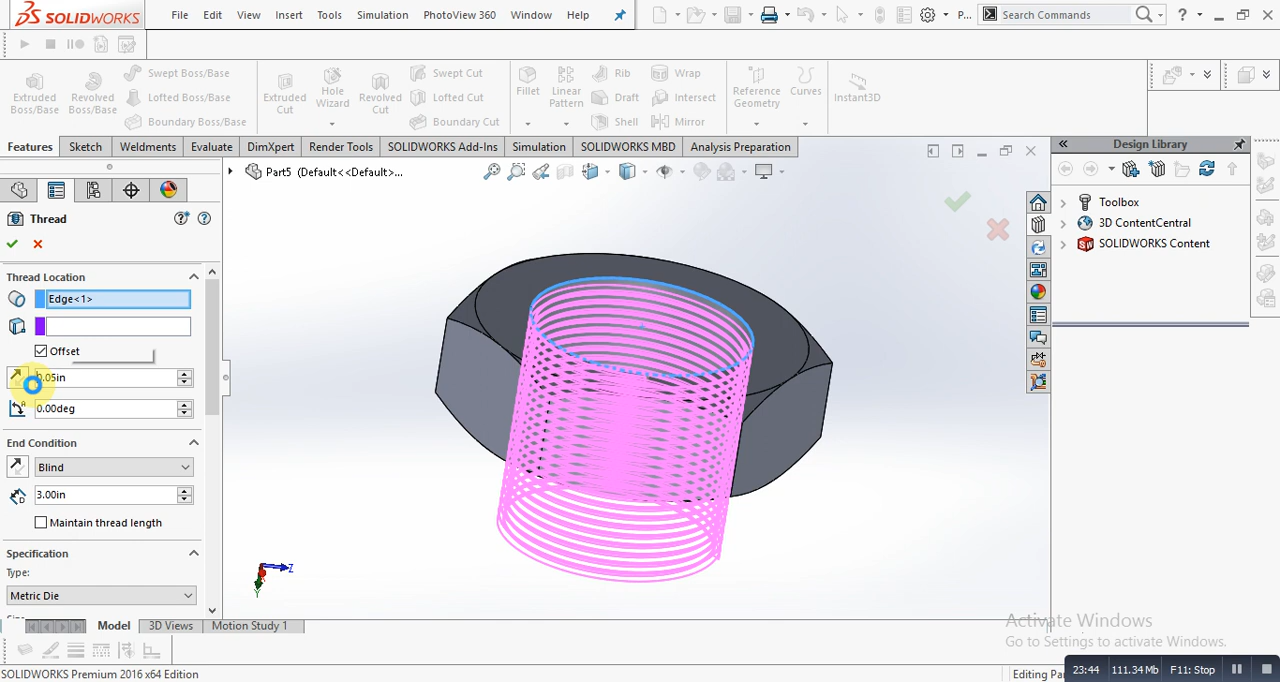 SOLIDWORKS File Edit View Insert Tools Simulation PhotoView 360 Window Help P... Search Commands
Extruded Boss/Base
Revolved Boss/Base
Swept Boss/Base
Lofted Boss/Base
Boundary Boss/Base
Extruded Cut
Hole Wizard
Revolved Cut
Swept Cut
Lofted Cut
Boundary Cut
Fillet
Linear Pattern
Rib
Draft
Shell
Wrap
Intersect
Mirror
Reference Geometry
Curves
Instant3D
Features Sketch Weldments Evaluate DimXpert Render Tools SOLIDWORKS Add-Ins Simulation SOLIDWORKS MBD Analysis Preparation
Design Library
Part5 (Default<<Default>...
Toolbox
3D ContentCentral
SOLIDWORKS Content
Thread
Thread Location
Edge<1>
Offset
0.05in
0.00deg
End Condition
Blind
3.00in
Maintain thread length
Specification
Type:
Metric Die
Z
Y
Model 3D Views Motion Study 1
Activate Windows
Go to Settings to activate Windows.
SOLIDWORKS Premium 2016 x64 Edition
Editing
23:44 111.34Mb F11: Stop